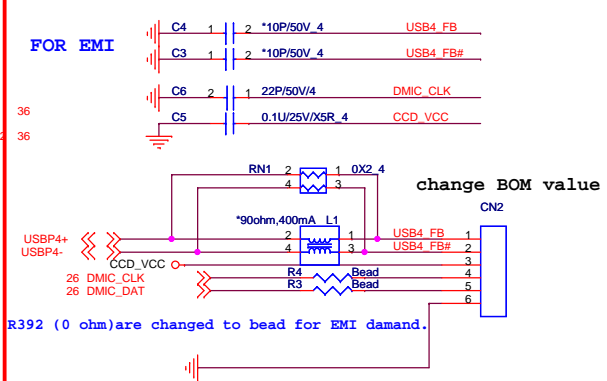 FOR EMI
C4 1 2 *10P/50V_4 USB4_FB
C3 1 2 *10P/50V_4 USB4_FB#
C6 2 1 22P/50V/4 DMIC_CLK
C5 0.1U/25V/X5R_4 CCD_VCC
36
2 36
RN1 2 1 0X2_4
4 3
change BOM value
CN2
*90ohm,400mA L1
USBP4+ 2 1 USB4_FB 1
USBP4- 4 3 USB4_FB# 2
CCD_VCC 3
26 DMIC_CLK R4 Bead 4
26 DMIC_DAT R3 Bead 5
6
R392 (0 ohm)are changed to bead for EMI damand.